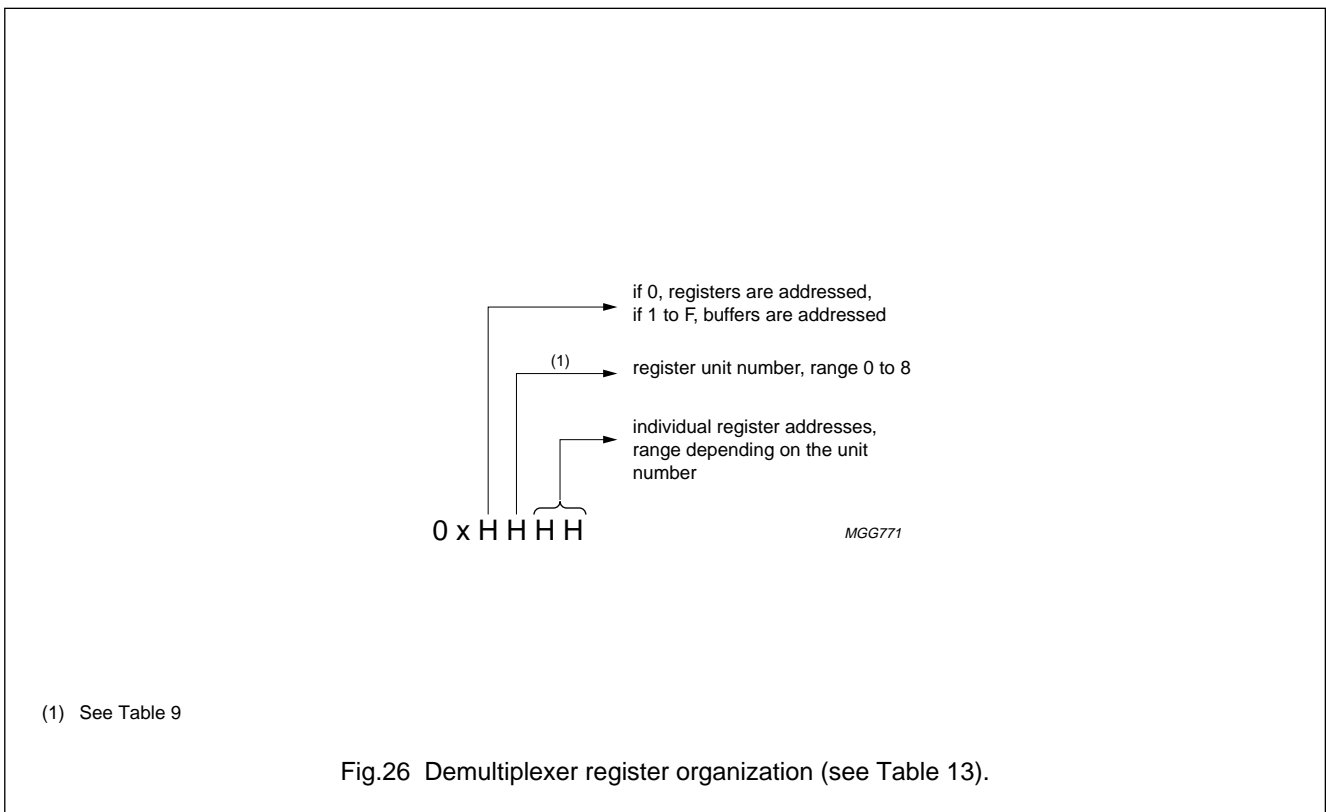 if 0, registers are addressed,
if 1 to F, buffers are addressed
(1)
register unit number, range 0 to 8
individual register addresses,
range depending on the unit
number
0 x H H H H
MGG771
(1) See Table 9
Fig.26 Demultiplexer register organization (see Table 13).